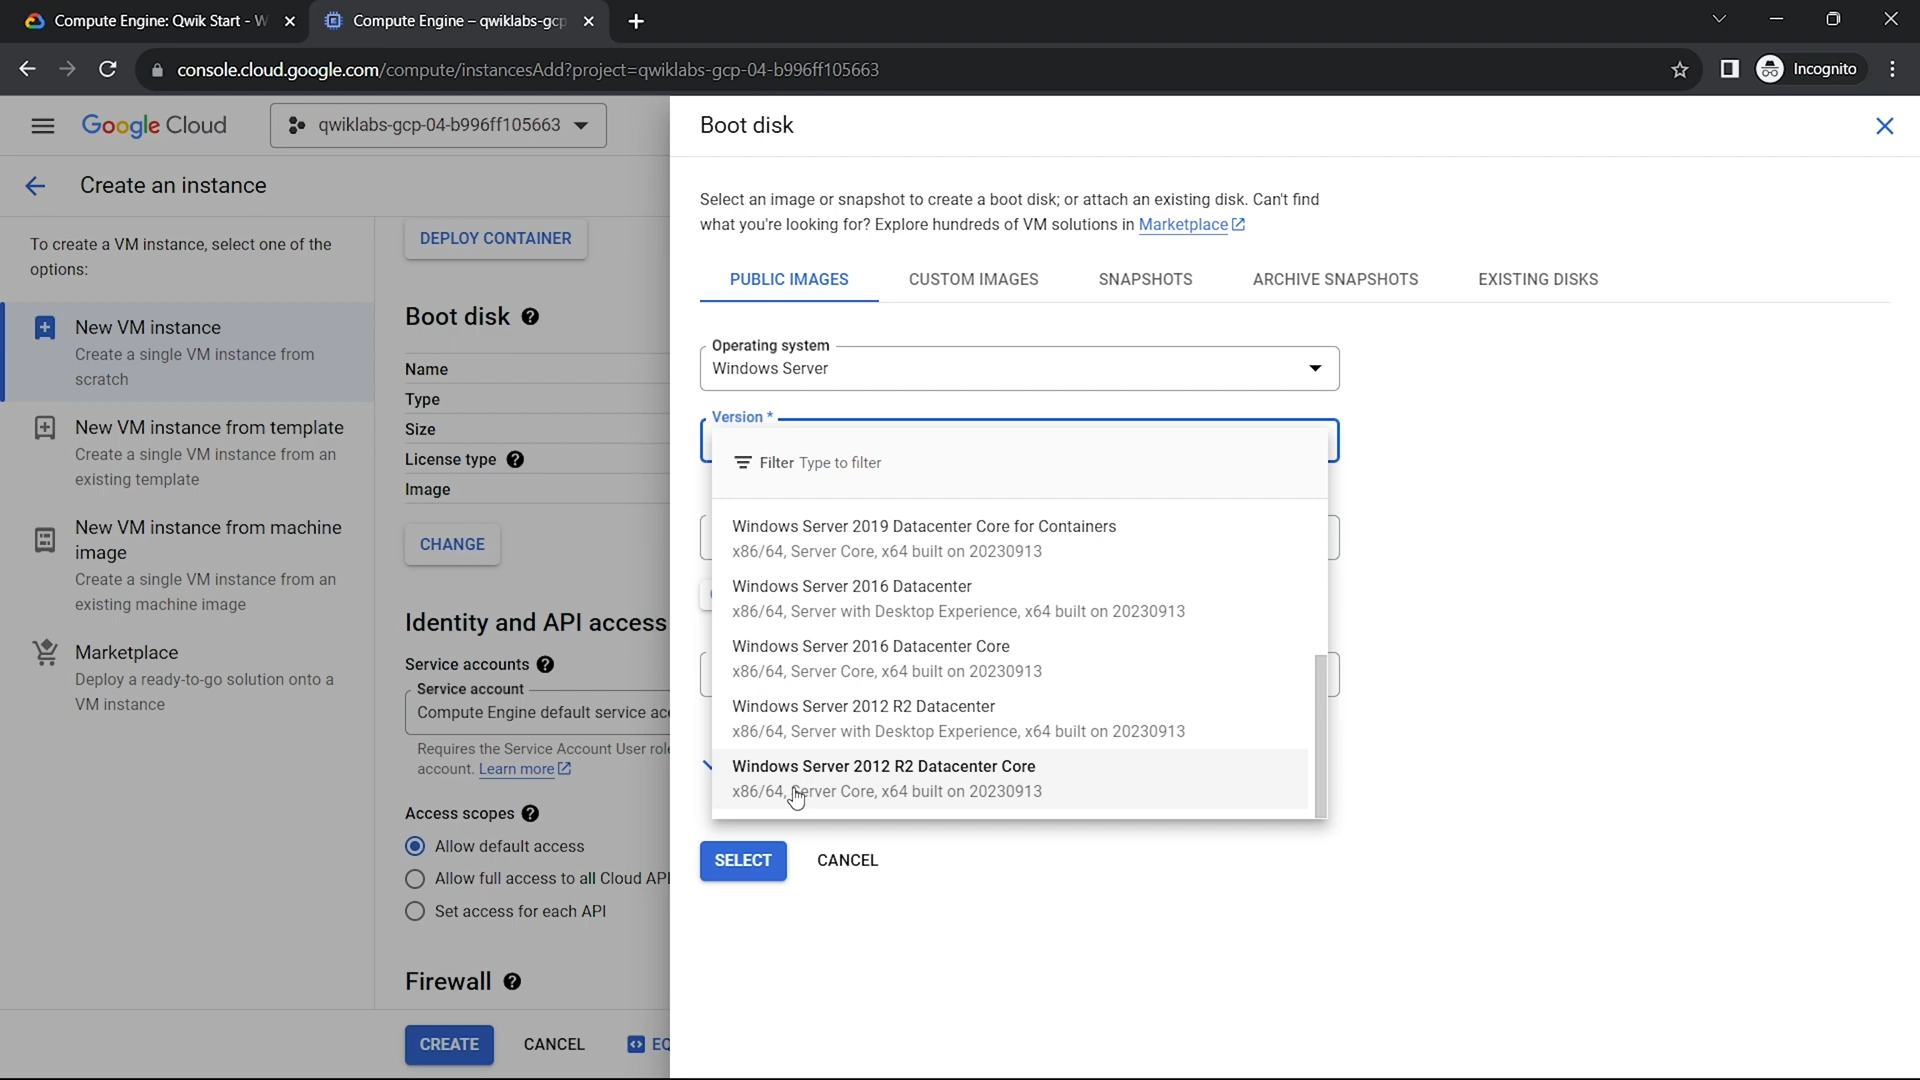 Compute Engine: Qwik Start - W
Compute Engine – qwiklabs-gcp
console.cloud.google.com/compute/instancesAdd?project=qwiklabs-gcp-04-b996ff105663
Incognito
Google Cloud
qwiklabs-gcp-04-b996ff105663
Create an instance
To create a VM instance, select one of the
options:
New VM instance
Create a single VM instance from
scratch
New VM instance from template
Create a single VM instance from an
existing template
New VM instance from machine
image
Create a single VM instance from an
existing machine image
Marketplace
Deploy a ready-to-go solution onto a
VM instance
DEPLOY CONTAINER
Boot disk
Name
Type
Size
License type
Image
CHANGE
Identity and API access
Service accounts
Service account
Compute Engine default service
Requires the Service Account User
account. Learn more
Access scopes
Allow default access
Allow full access to all Cloud
Set access for each API
Firewall
CREATE
CANCEL
Boot disk
Select an image or snapshot to create a boot disk; or attach an existing disk. Can't find
what you're looking for? Explore hundreds of VM solutions in Marketplace
PUBLIC IMAGES
CUSTOM IMAGES
SNAPSHOTS
ARCHIVE SNAPSHOTS
EXISTING DISKS
Operating system
Windows Server
Version *
Filter Type to filter
Windows Server 2019 Datacenter Core for Containers
x86/64, Server Core, x64 built on 20230913
Windows Server 2016 Datacenter
x86/64, Server with Desktop Experience, x64 built on 20230913
Windows Server 2016 Datacenter Core
x86/64, Server Core, x64 built on 20230913
Windows Server 2012 R2 Datacenter
x86/64, Server with Desktop Experience, x64 built on 20230913
Windows Server 2012 R2 Datacenter Core
x86/64, Server Core, x64 built on 20230913
SELECT
CANCEL